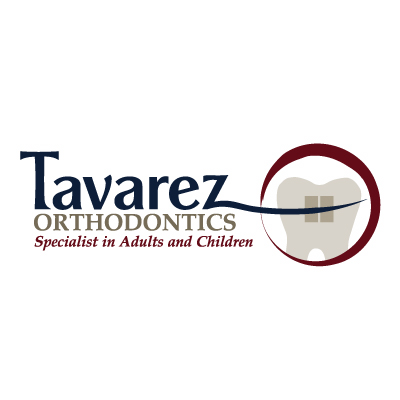 Tavarez
ORTHODONTICS
Specialist in Adults and Children